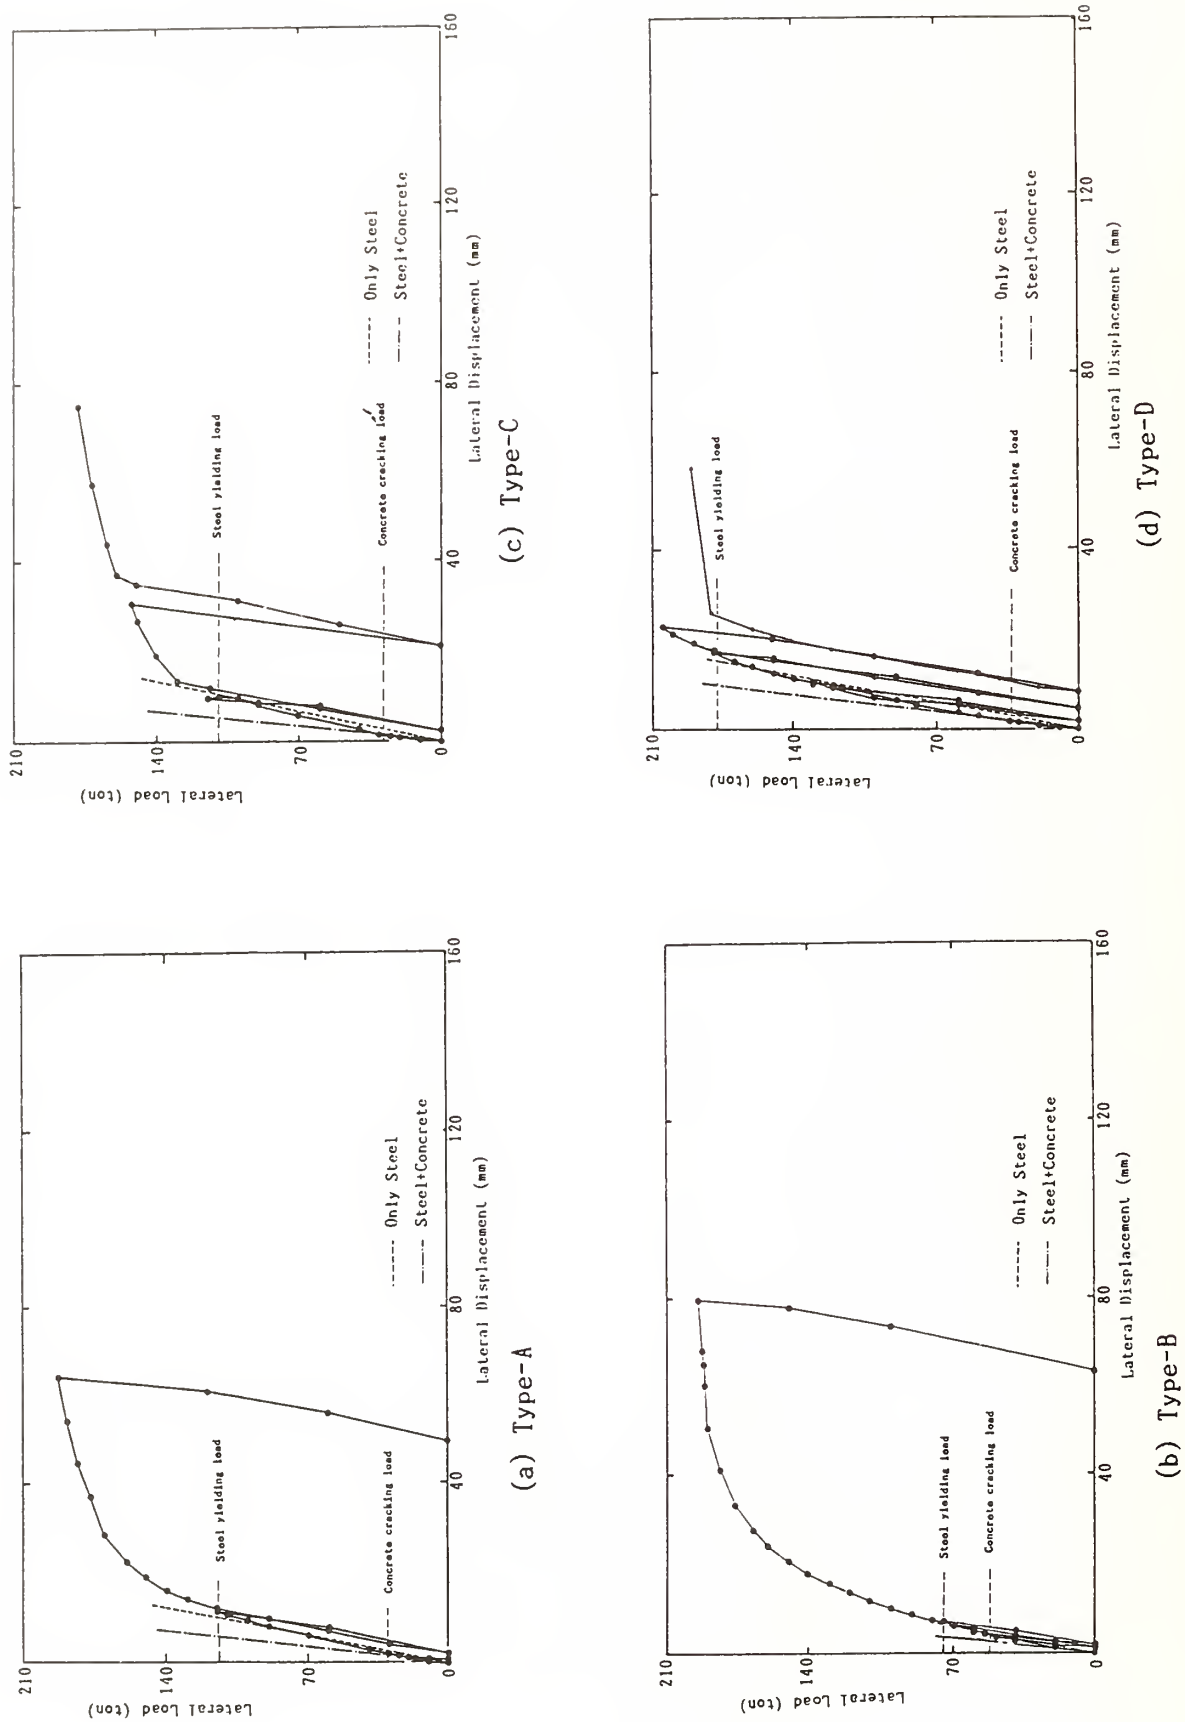 210
140
70
0
Lateral Load (ton)
40
80
120
160
Lateral Displacement (mm)
Steel yielding load
Concrete cracking load
Only Steel
Steel+Concrete
(a) Type-A
210
140
70
0
Lateral Load (ton)
40
80
120
160
Lateral Displacement (mm)
Steel yielding load
Concrete cracking load
Only Steel
Steel+Concrete
(b) Type-B
210
140
70
0
Lateral Load (ton)
40
80
120
160
Lateral Displacement (mm)
Steel yielding load
Concrete cracking load
Only Steel
Steel+Concrete
(c) Type-C
210
140
70
0
Lateral Load (ton)
40
80
120
160
Lateral Displacement (mm)
Steel yielding load
Concrete cracking load
Only Steel
Steel+Concrete
(d) Type-D